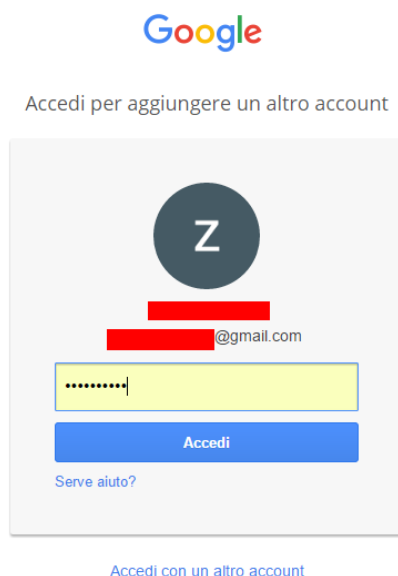 Google
Accedi per aggiungere un altro account
Z
@gmail.com
••••••••••
Accedi
Serve aiuto?
Accedi con un altro account